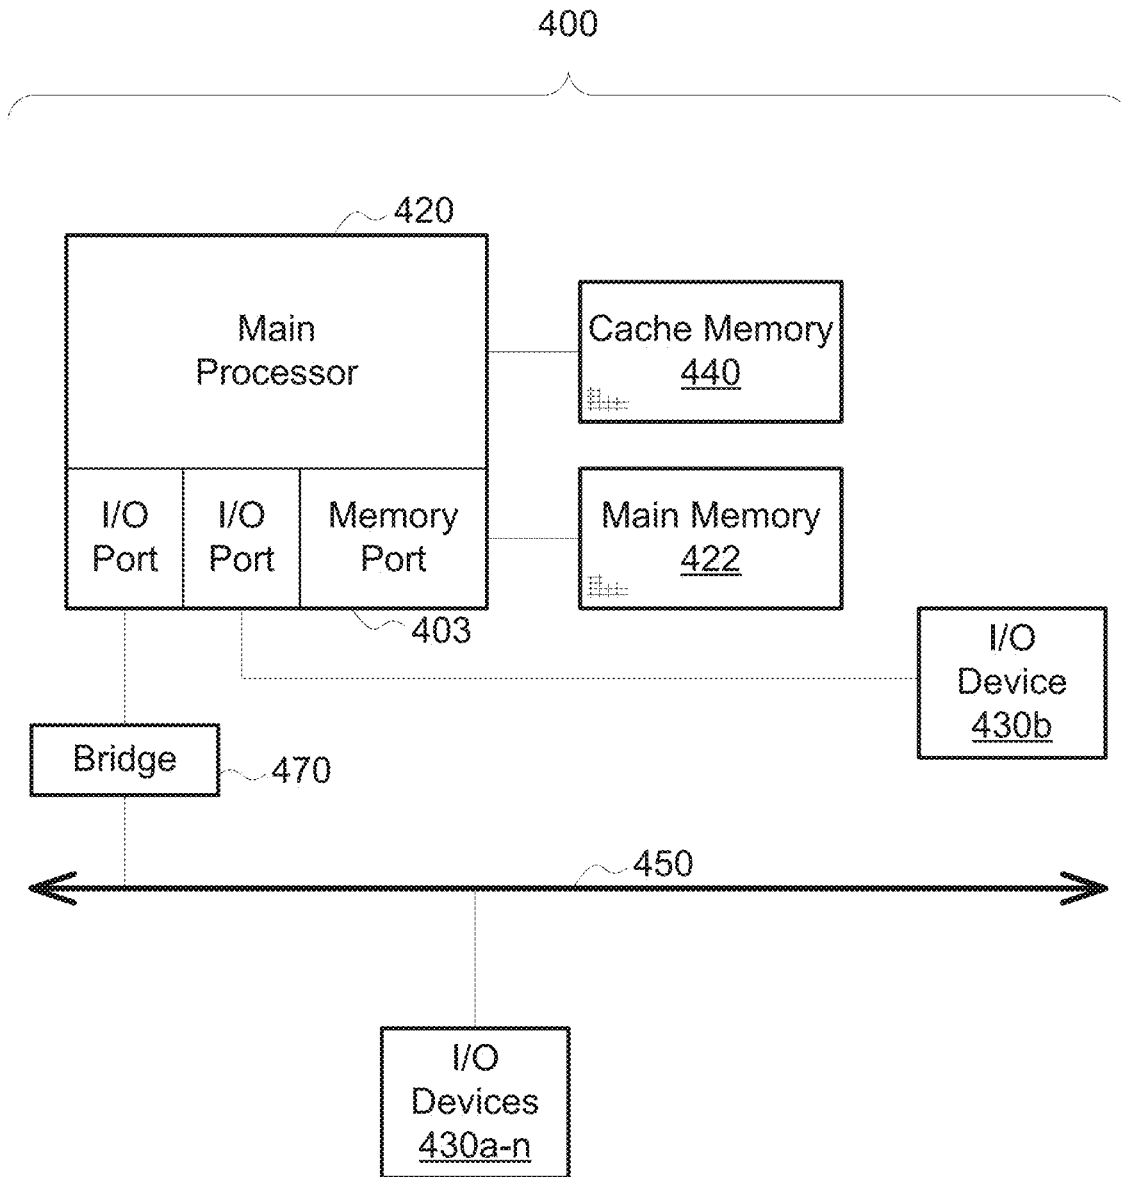 400
420
Main
Processor
Cache Memory
440
I/O
Port
I/O
Port
Memory
Port
Main Memory
422
403
I/O
Device
430b
Bridge
470
450
I/O
Devices
430a-n